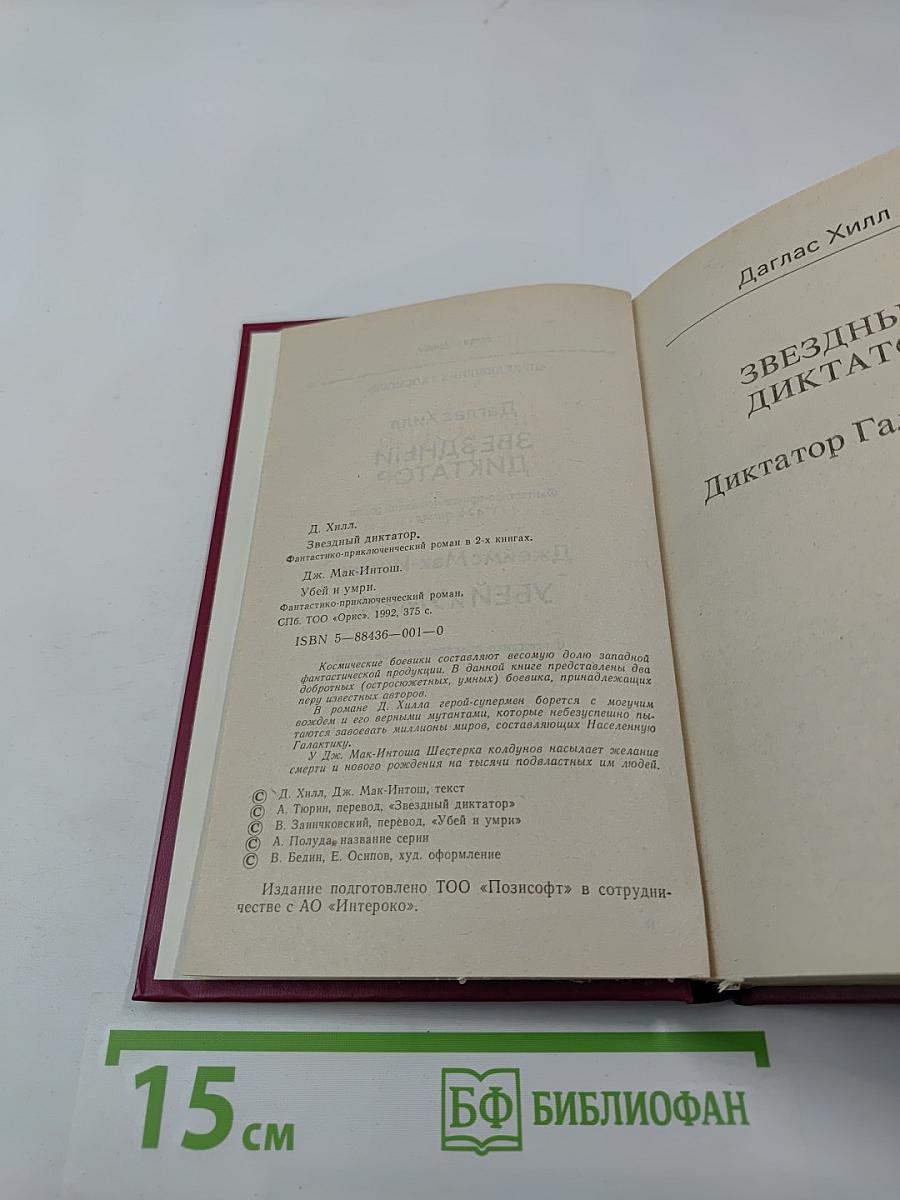 Д. Хилл.
Звездный диктатор.
Фантастико-приключенческий роман в 2-х книгах.
Дж. Мак-Интош.
Убей и умри.
Фантастико-приключенческий роман.
СПб. ТОО «Орис». 1992, 375 с.
ISBN 5—88436—001—0
Космические боевики составляют весомую долю западной
фантастической продукции. В данной книге представлены два
добротных (остросюжетных, умных) боевика, принадлежащих
перу известных авторов.
В романе Д. Хилла герой-супермен борется с могучим
вождем и его верными мутантами, которые небезуспешно пы-
таются завоевать миллионы миров, составляющих Населенную
Галактику.
У Дж. Мак-Интоша Шестерка колдунов насылает желание
смерти и нового рождения на тысячи подвластных им людей.
© Д. Хилл, Дж. Мак-Интош, текст
© А. Тюрин, перевод, «Звездный диктатор»
© В. Заинчковский, перевод, «Убей и умри»
© А. Полуда, название серии
© В. Бедин, Е. Осипов, худ. оформление
Издание подготовлено ТОО «Позисофт» в сотрудни-
честве с АО «Интероко».
Даглас Хилл
ЗВЕЗДНЫ
ДИКТАТО
Диктатор Гал
15 см
БФ БИБЛИОФАН